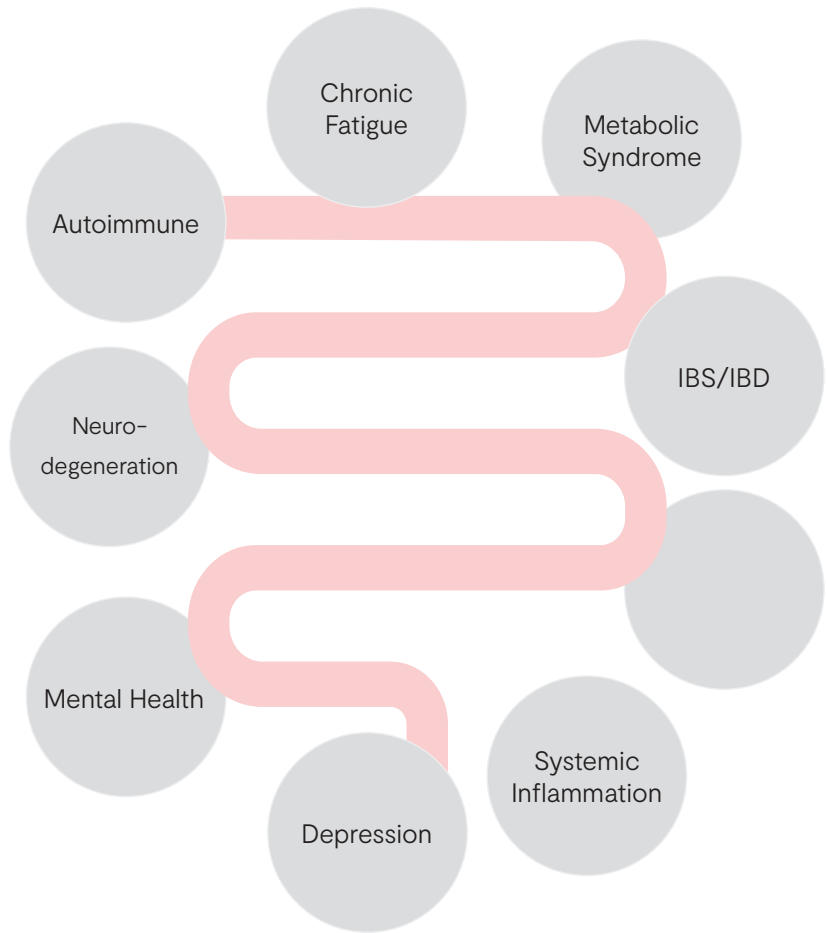 Chronic
Fatigue
Metabolic
Syndrome
Autoimmune
IBS/IBD
Neuro-
degeneration
Mental Health
Systemic
Inflammation
Depression